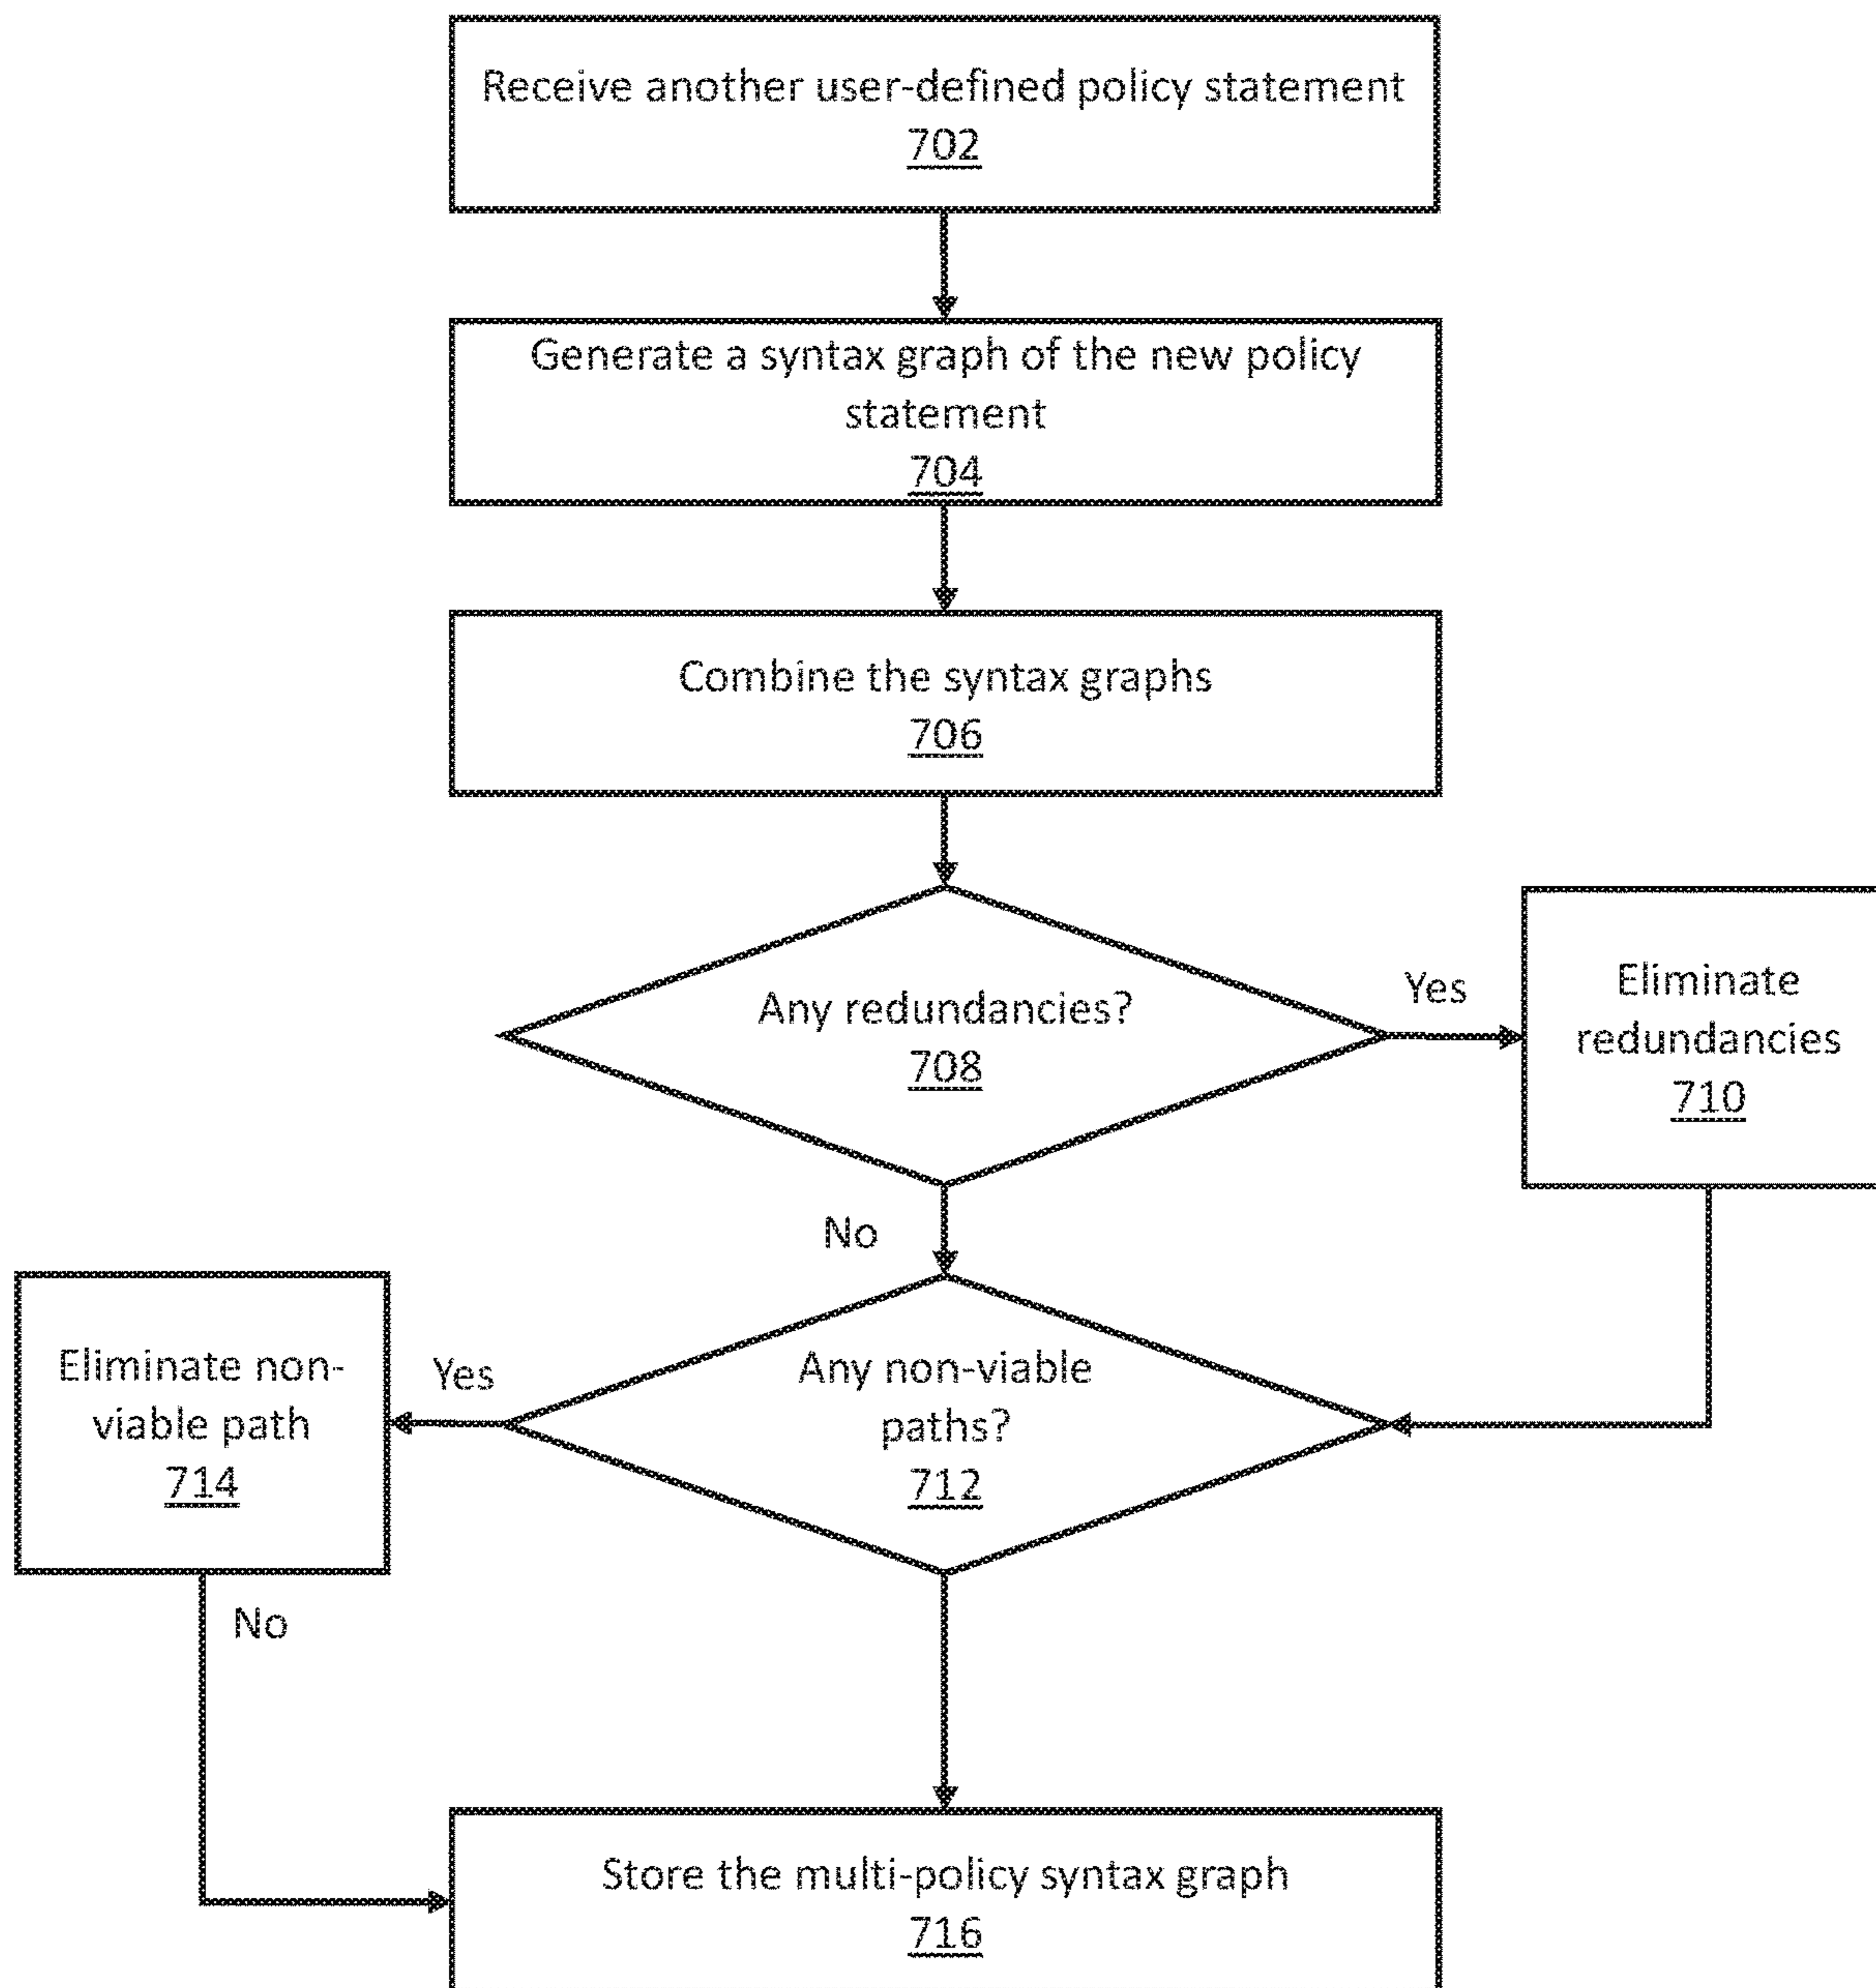 Receive another user-defined policy statement
702
Generate a syntax graph of the new policy
statement
704
Combine the syntax graphs
706
Any redundancies?
708
Yes
Eliminate
redundancies
710
No
Any non-viable
paths?
712
Yes
Eliminate non-
viable path
714
No
Store the multi-policy syntax graph
716